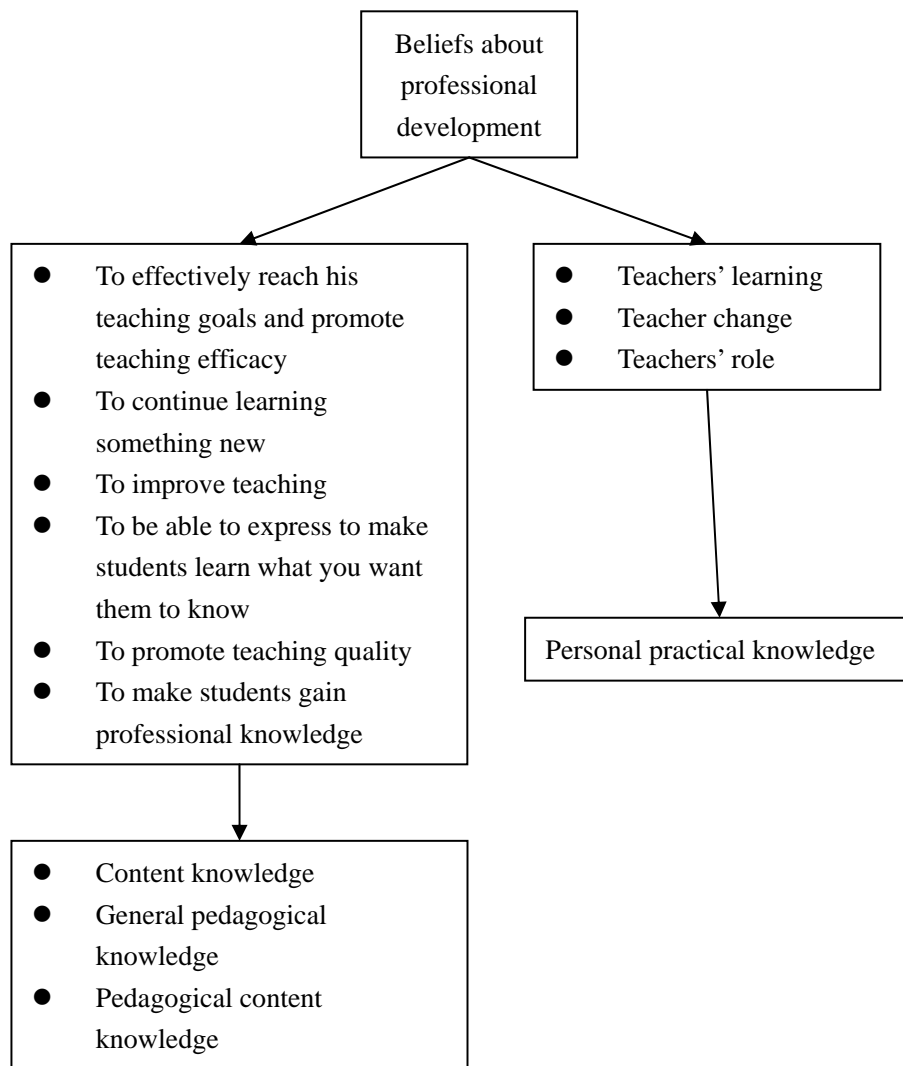 Beliefs about
professional
development
● To effectively reach his
teaching goals and promote
teaching efficacy
● To continue learning
something new
● To improve teaching
● To be able to express to make
students learn what you want
them to know
● To promote teaching quality
● To make students gain
professional knowledge
● Teachers’ learning
● Teacher change
● Teachers’ role
Personal practical knowledge
● Content knowledge
● General pedagogical
knowledge
● Pedagogical content
knowledge